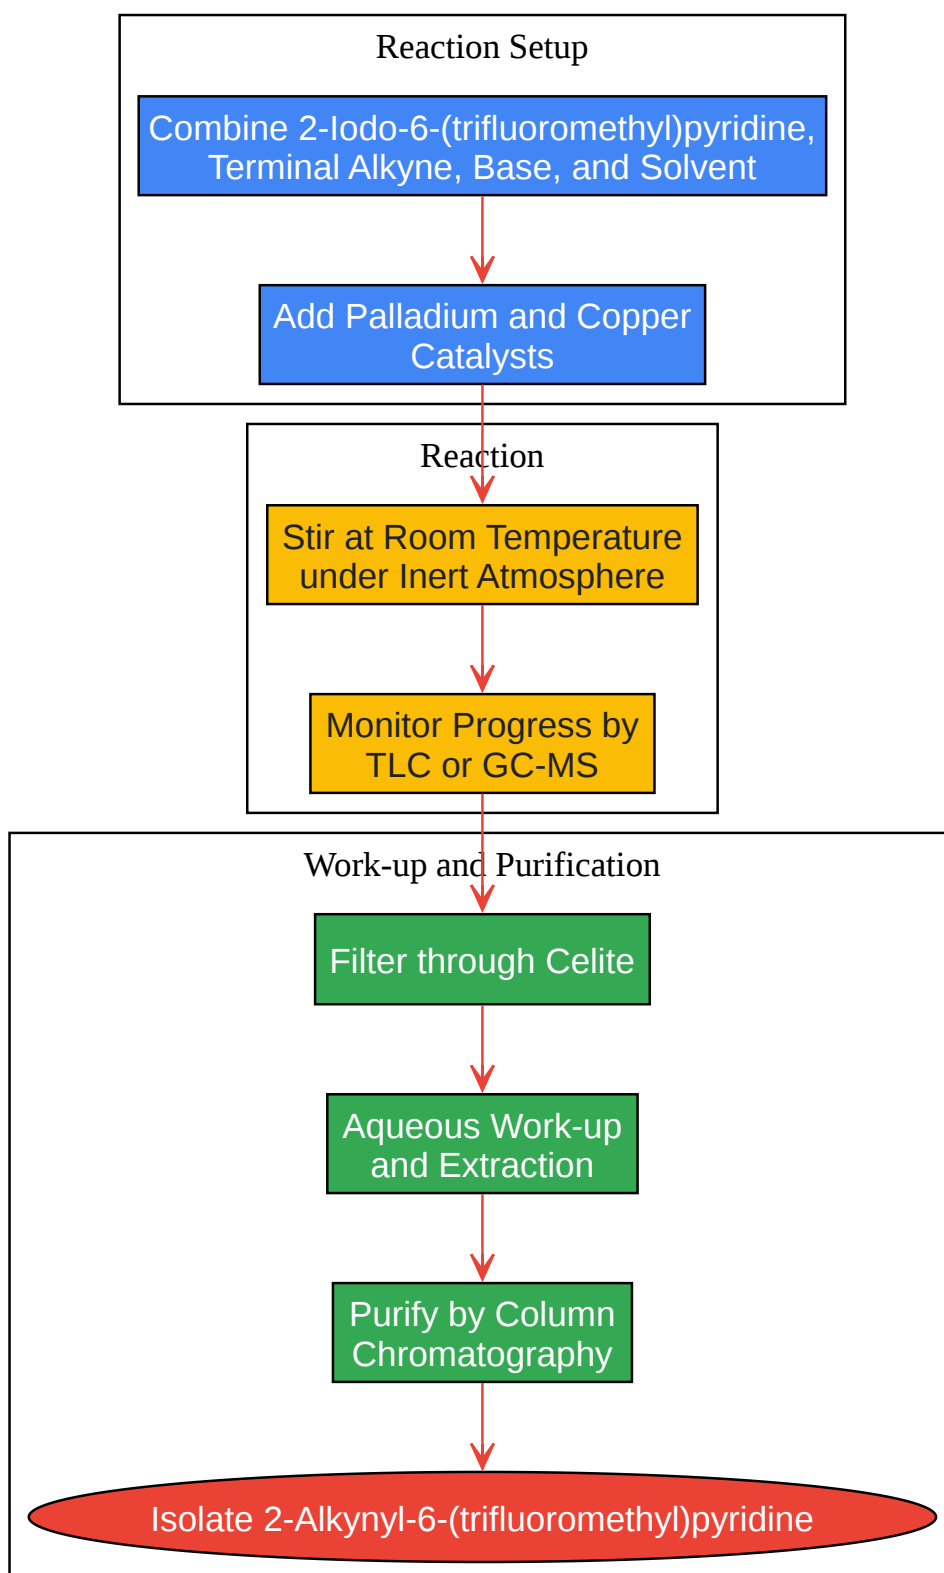 Reaction Setup
Combine 2-Iodo-6-(trifluoromethyl)pyridine,
Terminal Alkyne, Base, and Solvent
Add Palladium and Copper
Catalysts
Reaction
Stir at Room Temperature
under Inert Atmosphere
Monitor Progress by
TLC or GC-MS
Work-up and Purification
Filter through Celite
Aqueous Work-up
and Extraction
Purify by Column
Chromatography
Isolate 2-Alkynyl-6-(trifluoromethyl)pyridine